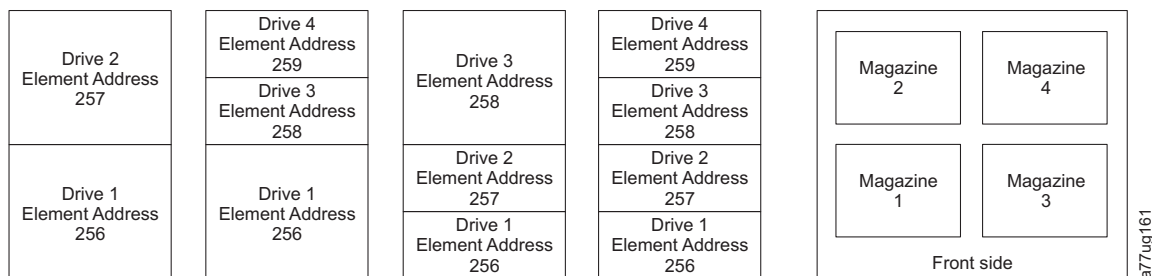 Drive 2
Element Address
257
Drive 1
Element Address
256
Drive 4
Element Address
259
Drive 3
Element Address
258
Drive 1
Element Address
256
Drive 3
Element Address
258
Drive 2
Element Address
257
Drive 1
Element Address
256
Drive 4
Element Address
259
Drive 3
Element Address
258
Drive 2
Element Address
257
Drive 1
Element Address
256
Magazine
2
Magazine
4
Magazine
1
Magazine
3
Front side
a77ug161